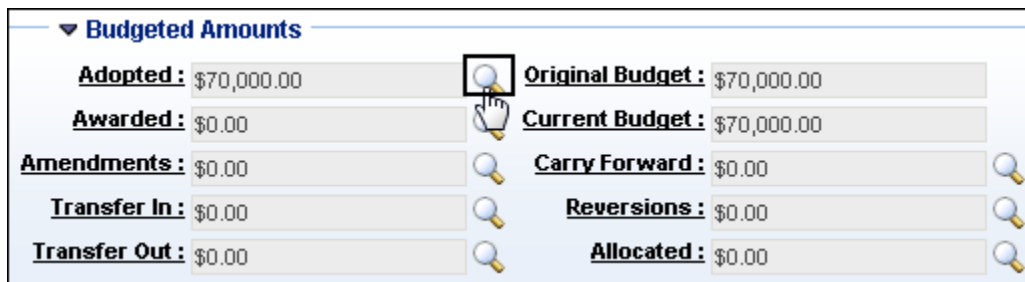 Budgeted Amounts
Adopted : $70,000.00 Original Budget : $70,000.00
Awarded : $0.00 Current Budget : $70,000.00
Amendments : $0.00 Carry Forward : $0.00
Transfer In : $0.00 Reversions : $0.00
Transfer Out : $0.00 Allocated : $0.00